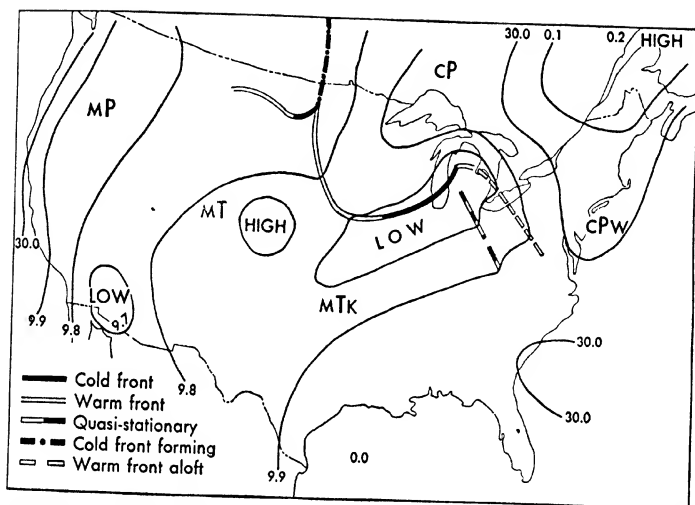 30.0 0.1 0.2 HIGH
cP
MP
MT HIGH
LOW
cPW
30.0
LOW
9.7
MTK
9.9 9.8
30.0
9.8
30.0
9.9
0.0
Cold front
Warm front
Quasi-stationary
Cold front forming
Warm front aloft